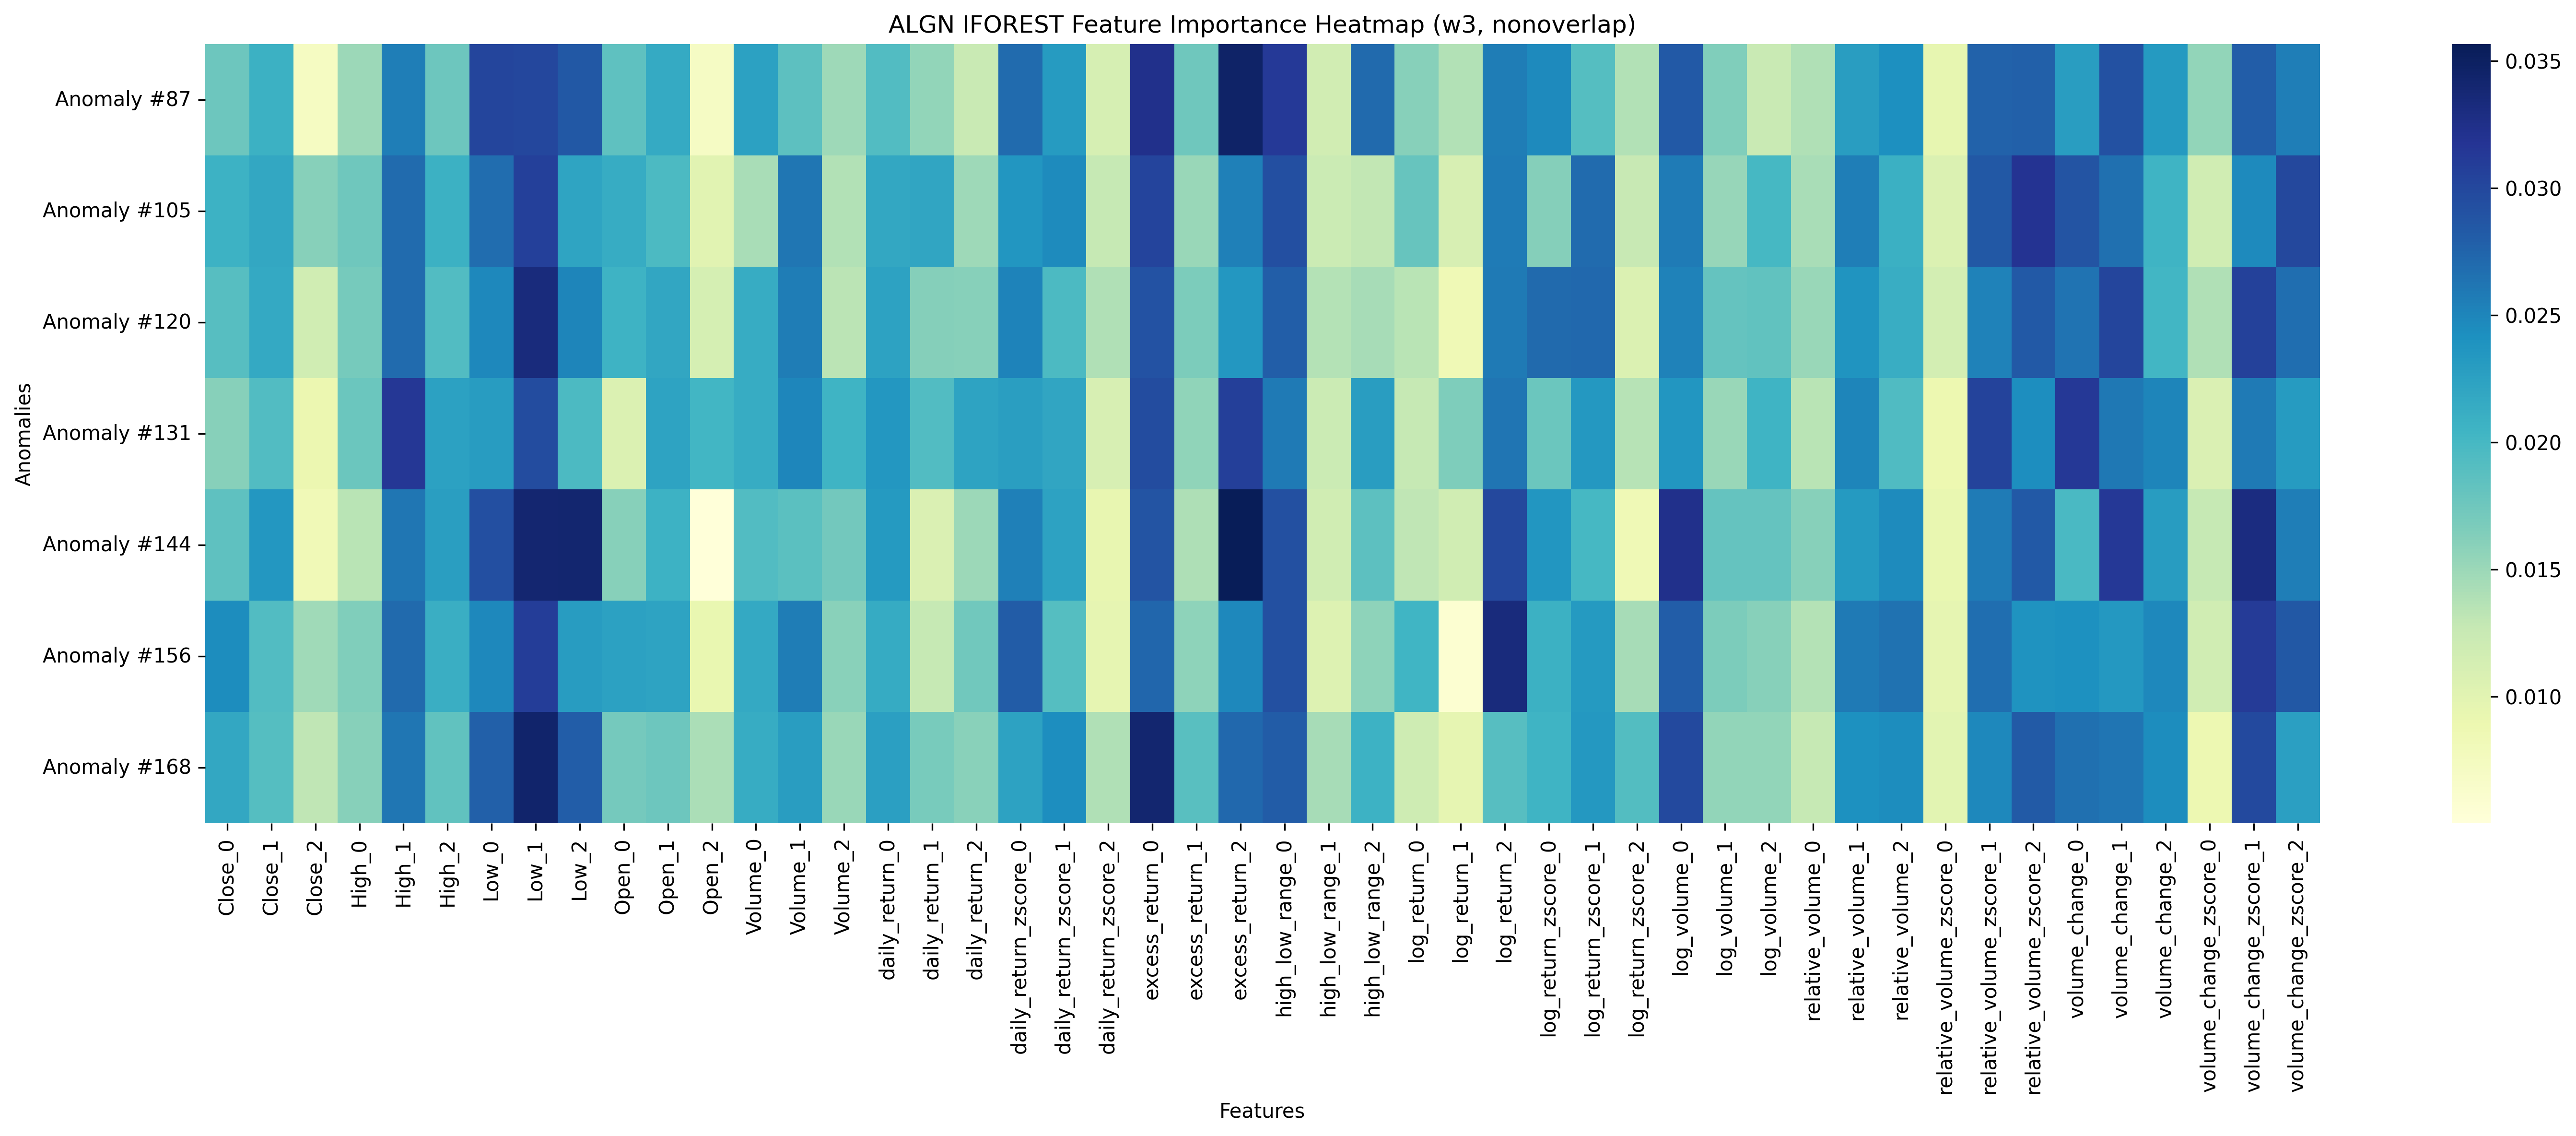 ALGN IFOREST Feature Importance Heatmap (w3, nonoverlap)
Anomalies
Anomaly #87
Anomaly #105
Anomaly #120
Anomaly #131
Anomaly #144
Anomaly #156
Anomaly #168
Close_0
Close_1
Close_2
High_0
High_1
High_2
Low_0
Low_1
Low_2
Open_0
Open_1
Open_2
Volume_0
Volume_1
Volume_2
daily_return_0
daily_return_1
daily_return_2
daily_return_zscore_0
daily_return_zscore_1
daily_return_zscore_2
excess_return_0
excess_return_1
excess_return_2
high_low_range_0
high_low_range_1
high_low_range_2
log_return_0
log_return_1
log_return_2
log_return_zscore_0
log_return_zscore_1
log_return_zscore_2
log_volume_0
log_volume_1
log_volume_2
relative_volume_0
relative_volume_1
relative_volume_2
relative_volume_zscore_0
relative_volume_zscore_1
relative_volume_zscore_2
volume_change_0
volume_change_1
volume_change_2
volume_change_zscore_0
volume_change_zscore_1
volume_change_zscore_2
Features
0.035
0.030
0.025
0.020
0.015
0.010